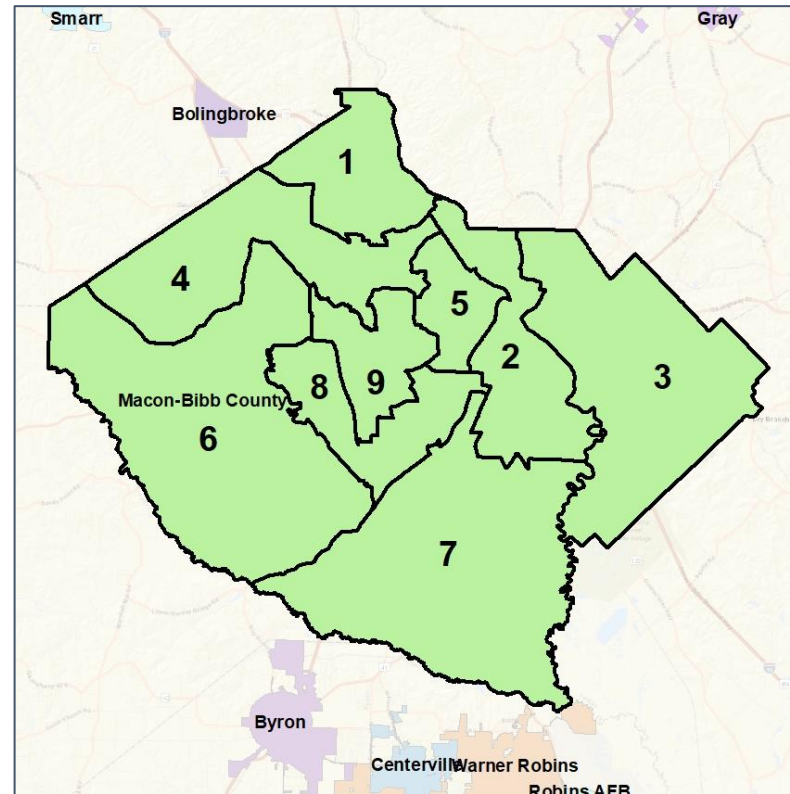 Smarr
Gray
Bolingbroke
1
4
5
2
3
8
9
Macon-Bibb County
6
7
Byron
Centerville
Warner Robins
Robins AFB